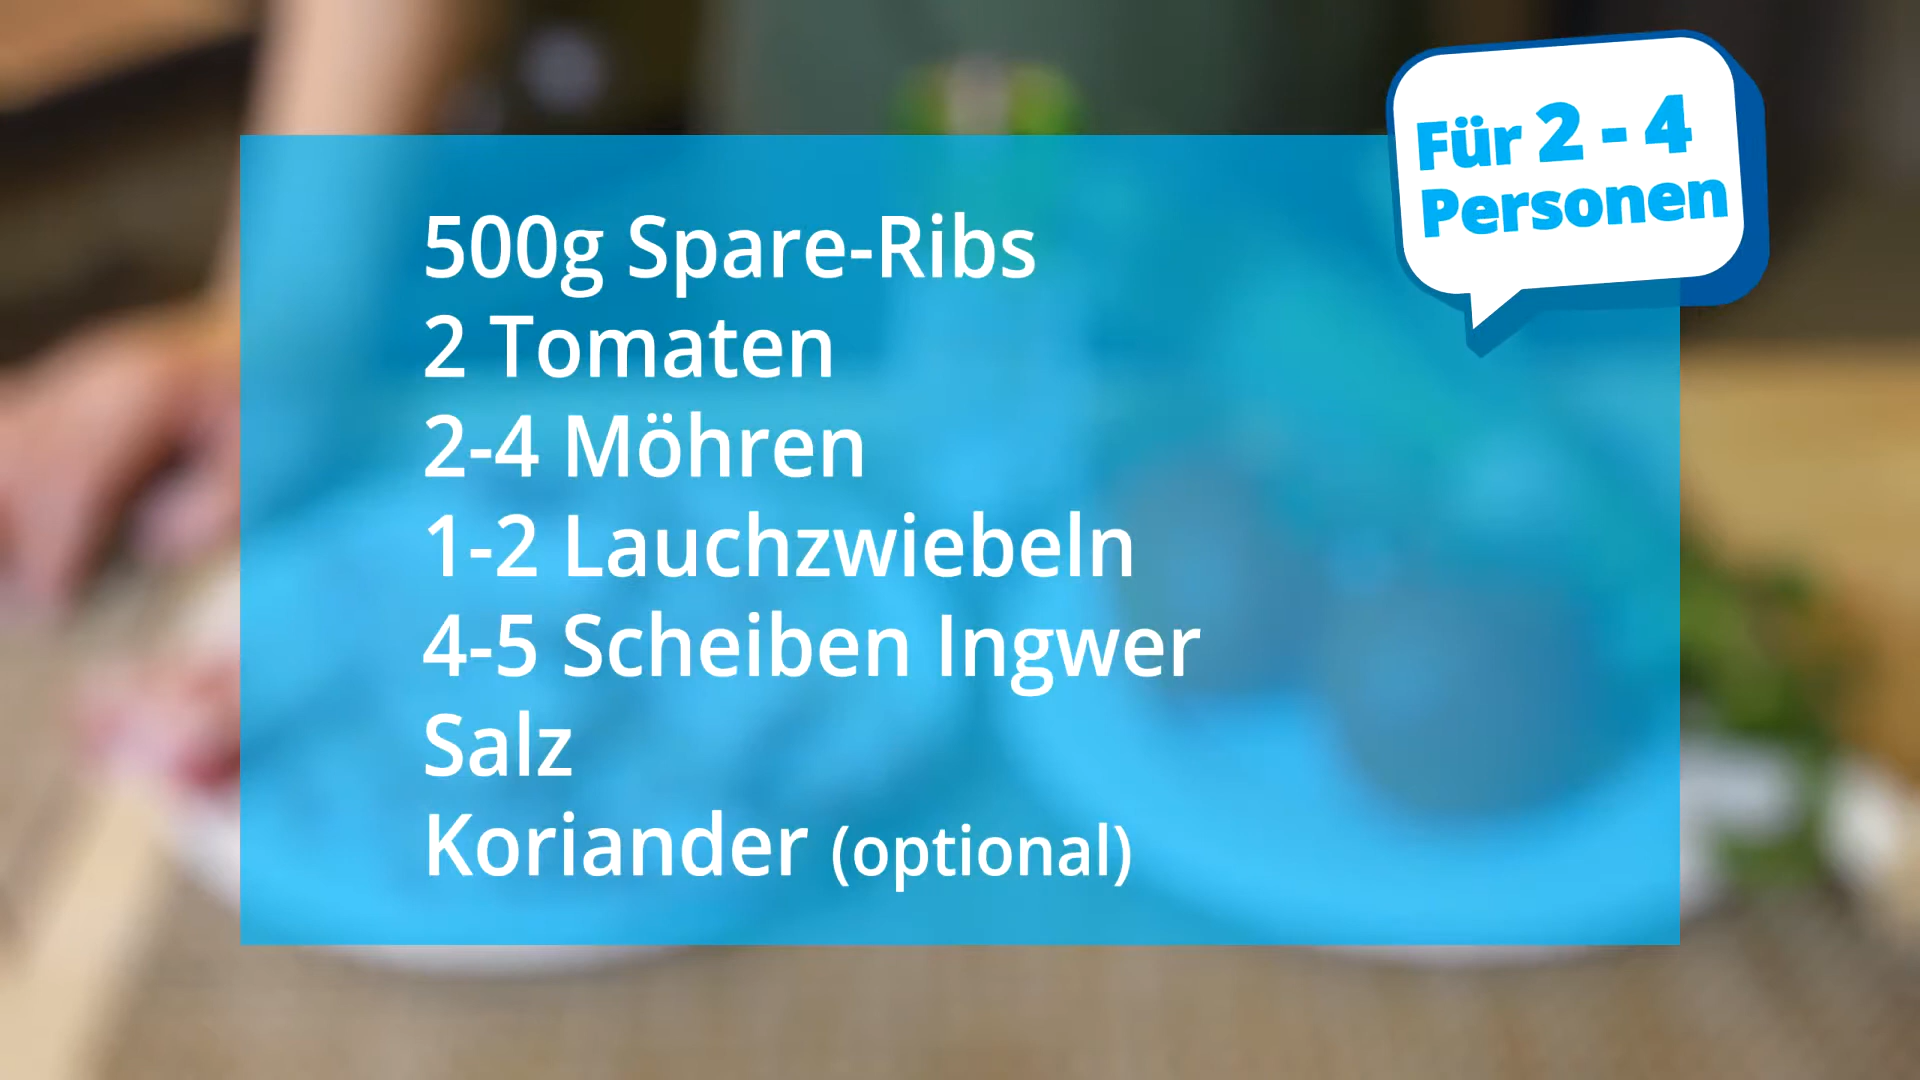 Für 2 - 4
Personen
500g Spare-Ribs
2 Tomaten
2-4 Möhren
1-2 Lauchzwiebeln
4-5 Scheiben Ingwer
Salz
Koriander (optional)